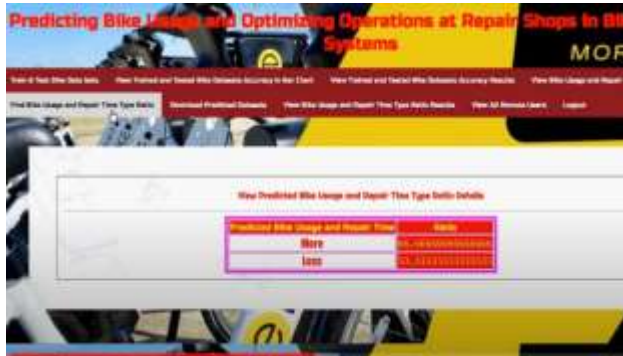 Predicting Bike Usage and Optimizing Operations at Repair Shops in Bi
Systems
MOR
Train & Test Bike Data Sets View Trained and Tested Bike Datasets Accuracy in Bar Chart View Trained and Tested Bike Datasets Accuracy Results View Bike Usage and Repair
Find Bike Usage and Repair Time Type Ratio Download Predicted Datasets View Bike Usage and Repair Time Type Ratio Results View All Remote Users Logout
View Predicted Bike Usage and Repair Time Type Ratio Details
Predicted Bike Usage and Repair Time Ratio
More
Less